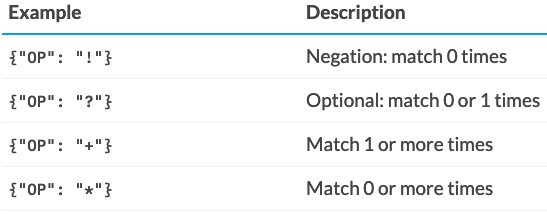 Example Description
{"OP": "!"} Negation: match 0 times
{"OP": "?"} Optional: match 0 or 1 times
{"OP": "+"} Match 1 or more times
{"OP": "*"} Match 0 or more times